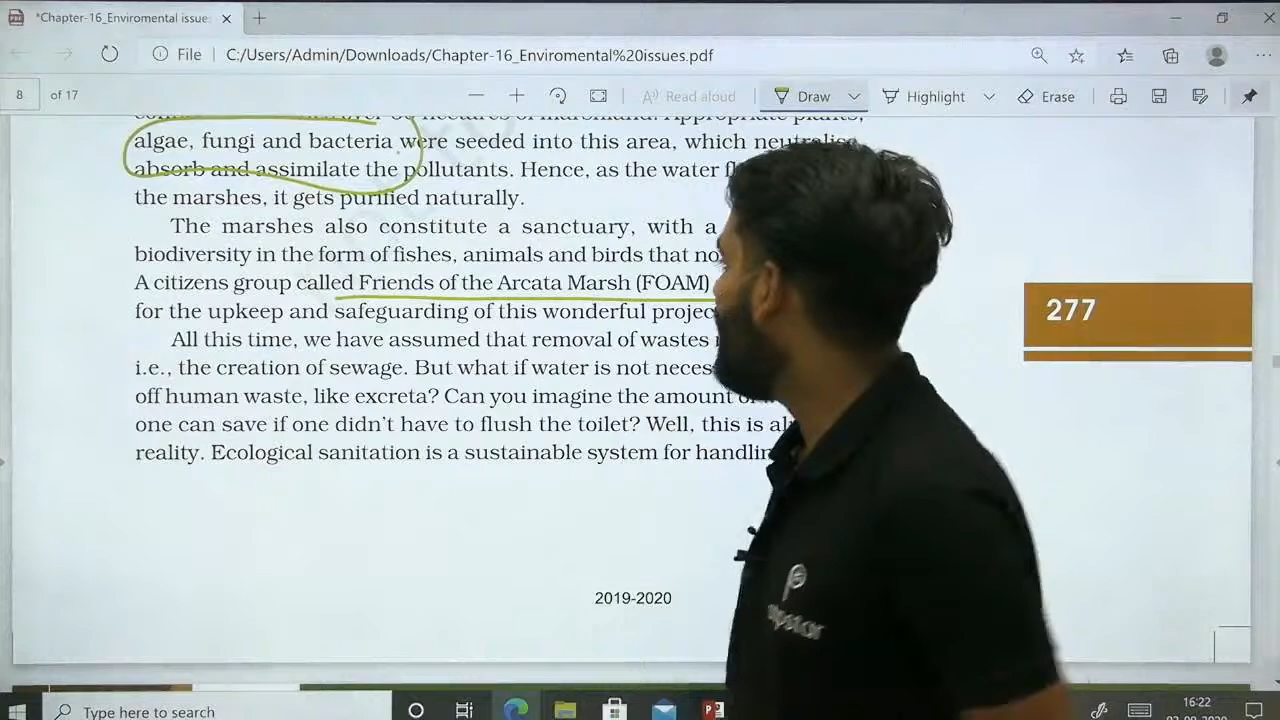 *Chapter-16_Enviromental issue:
File
C:/Users/Admin/Downloads/Chapter-16_Enviromental%20issues.pdf
8 of 17
Read aloud
Draw
Highlight
Erase
hectares of marshland. Appropriate plants,
algae, fungi and bacteria were seeded into this area, which neutralise,
absorb and assimilate the pollutants. Hence, as the water
the marshes, it gets purified naturally.
The marshes also constitute a sanctuary, with a
biodiversity in the form of fishes, animals and birds that
A citizens group called Friends of the Arcata Marsh (FOAM)
for the upkeep and safeguarding of this wonderful
All this time, we have assumed that removal of wastes
i.e., the creation of sewage. But what if water is not
off human waste, like excreta? Can you imagine the amount
one can save if one didn't have to flush the toilet? Well, this is
reality. Ecological sanitation is a sustainable system for
277
2019-2020
Type here to search
16:22